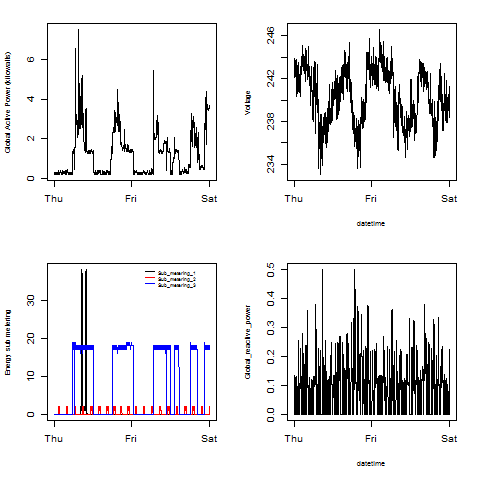 Global Active Power (kilowatts)
0 2 4 6
Thu Fri Sat
Voltage
234 238 242 246
Thu Fri Sat
datetime
Energy sub metering
0 10 20 30
Sub_metering_1
Sub_metering_2
Sub_metering_3
Thu Fri Sat
Global_reactive_power
0.0 0.1 0.2 0.3 0.4 0.5
Thu Fri Sat
datetime